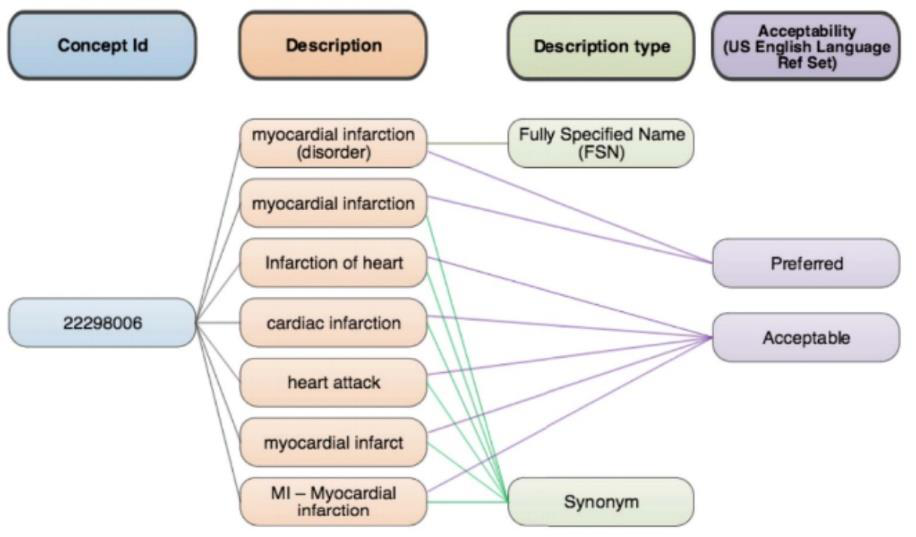 Concept Id
Description
Description type
Acceptability
(US English Language
Ref Set)
myocardial infarction
(disorder)
Fully Specified Name
(FSN)
myocardial infarction
Infarction of heart
Preferred
22298006
cardiac infarction
Acceptable
heart attack
myocardial infarct
MI – Myocardial
infarction
Synonym